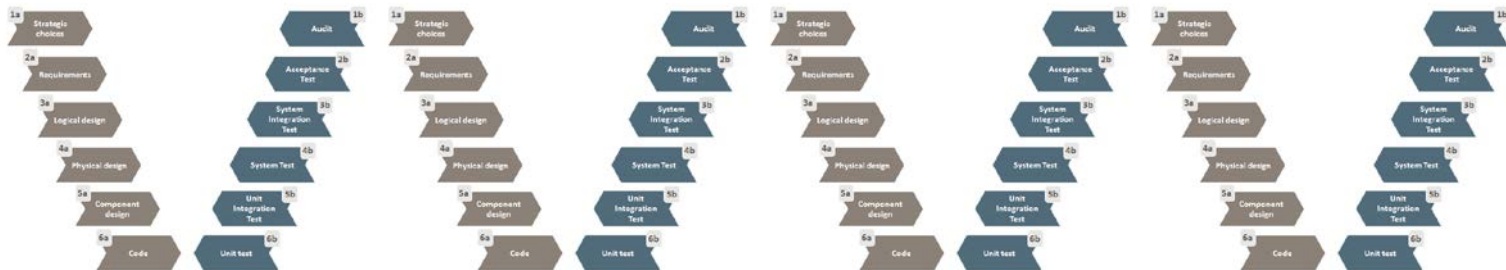 1a
Strategic
choices
1b
Audit
2a
Requirements
2b
Acceptance
Test
3a
Logical design
3b
System
Integration
Test
4a
Physical design
4b
System Test
5a
Component
design
5b
Unit
Integration
Test
6a
Code
6b
Unit test
1a
Strategic
choices
1b
Audit
2a
Requirements
2b
Acceptance
Test
3a
Logical design
3b
System
Integration
Test
4a
Physical design
4b
System Test
5a
Component
design
5b
Unit
Integration
Test
6a
Code
6b
Unit test
1a
Strategic
choices
1b
Audit
2a
Requirements
2b
Acceptance
Test
3a
Logical design
3b
System
Integration
Test
4a
Physical design
4b
System Test
5a
Component
design
5b
Unit
Integration
Test
6a
Code
6b
Unit test
1a
Strategic
choices
1b
Audit
2a
Requirements
2b
Acceptance
Test
3a
Logical design
3b
System
Integration
Test
4a
Physical design
4b
System Test
5a
Component
design
5b
Unit
Integration
Test
6a
Code
6b
Unit test